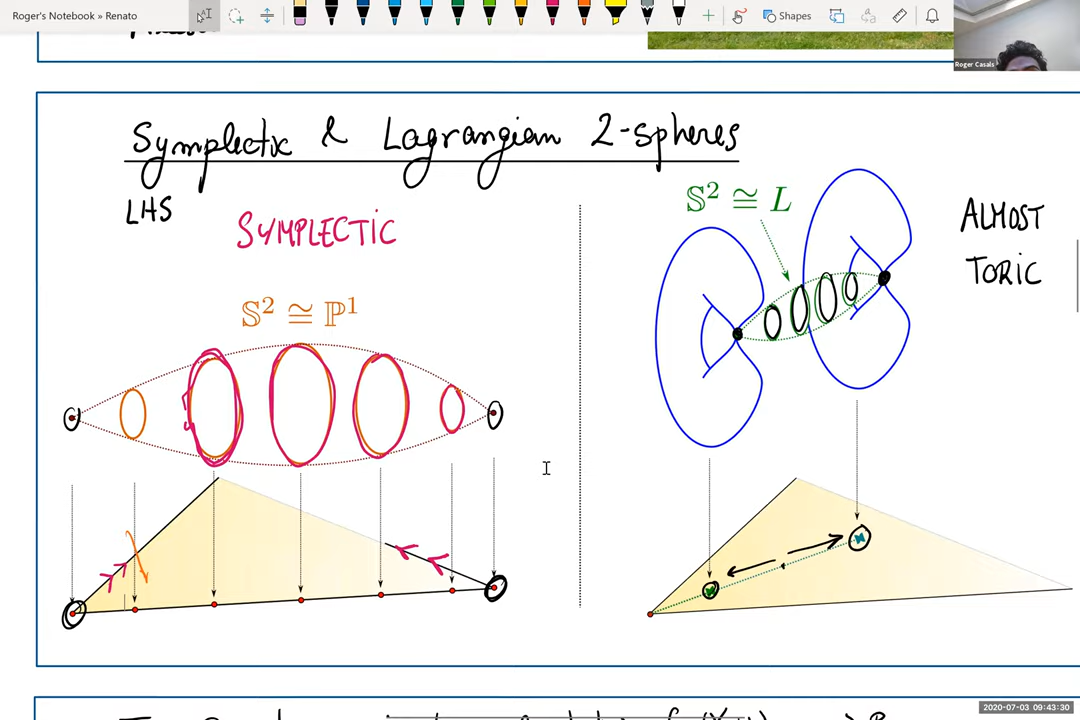 Roger's Notebook » Renato
Shapes
Roger Casals
Symplectic & Lagrangian 2-spheres
LHS
SYMPLECTIC
𝕊² ≅ ℙ¹
𝕊² ≅ L
ALMOST
TORIC
2020-07-03 09:43:30